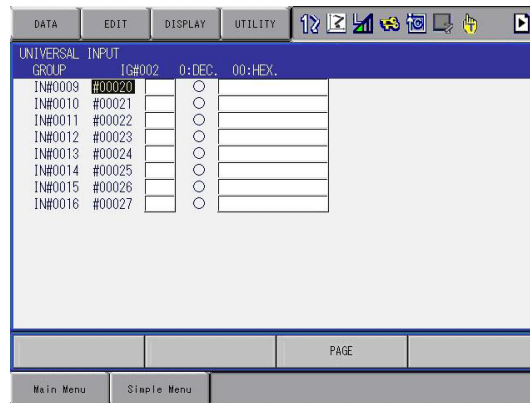 DATA EDIT DISPLAY UTILITY
UNIVERSAL INPUT
GROUP IG#002 0:DEC. 00:HEX.
IN#0009 #00020
IN#0010 #00021
IN#0011 #00022
IN#0012 #00023
IN#0013 #00024
IN#0014 #00025
IN#0015 #00026
IN#0016 #00027
PAGE
Main Menu Simple Menu